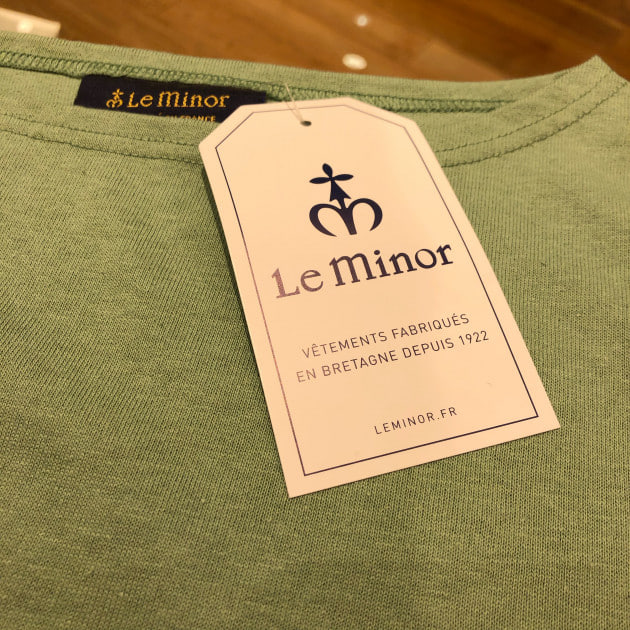 Le Minor
Le Minor
VÊTEMENTS FABRIQUÉS
EN BRETAGNE DEPUIS 1922
LEMINOR.FR